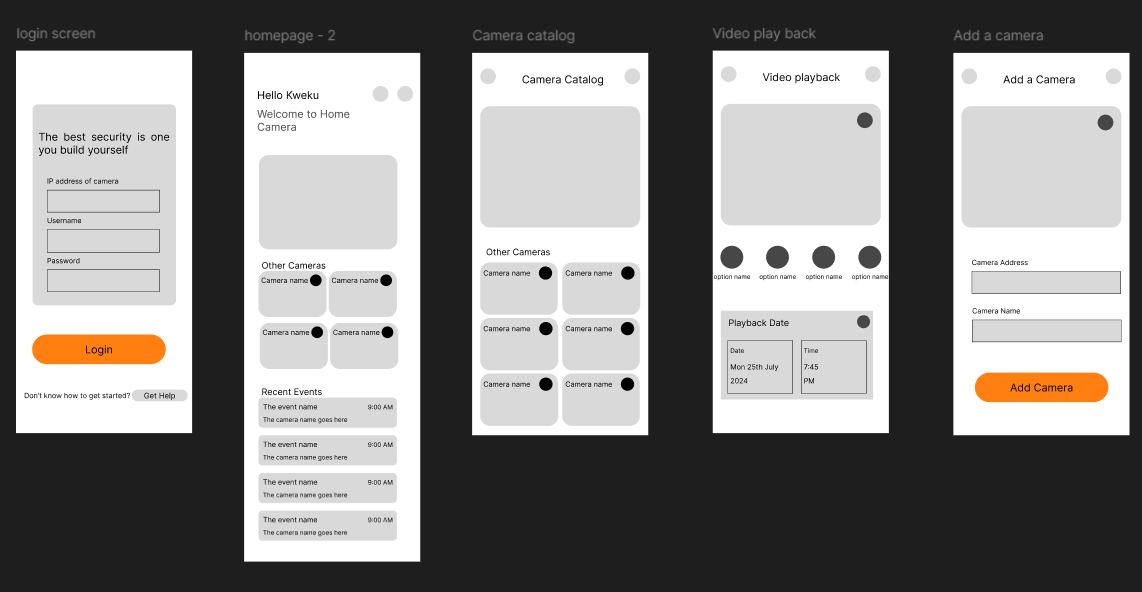 login screen
The best security is one
you build yourself
IP address of camera
Username
Password
Login
Don't know how to get started? Get Help
homepage - 2
Hello Kweku
Welcome to Home
Camera
Other Cameras
Camera name Camera name
Camera name Camera name
Recent Events
The event name 9:00 AM
The camera name goes here
The event name 9:00 AM
The camera name goes here
The event name 9:00 AM
The camera name goes here
The event name 9:00 AM
The camera name goes here
Camera catalog
Camera Catalog
Other Cameras
Camera name Camera name
Camera name Camera name
Camera name Camera name
Video play back
Video playback
option name option name option name option name
Playback Date
Date
Mon 25th July
2024
Time
7:45
PM
Add a camera
Add a Camera
Camera Address
Camera Name
Add Camera